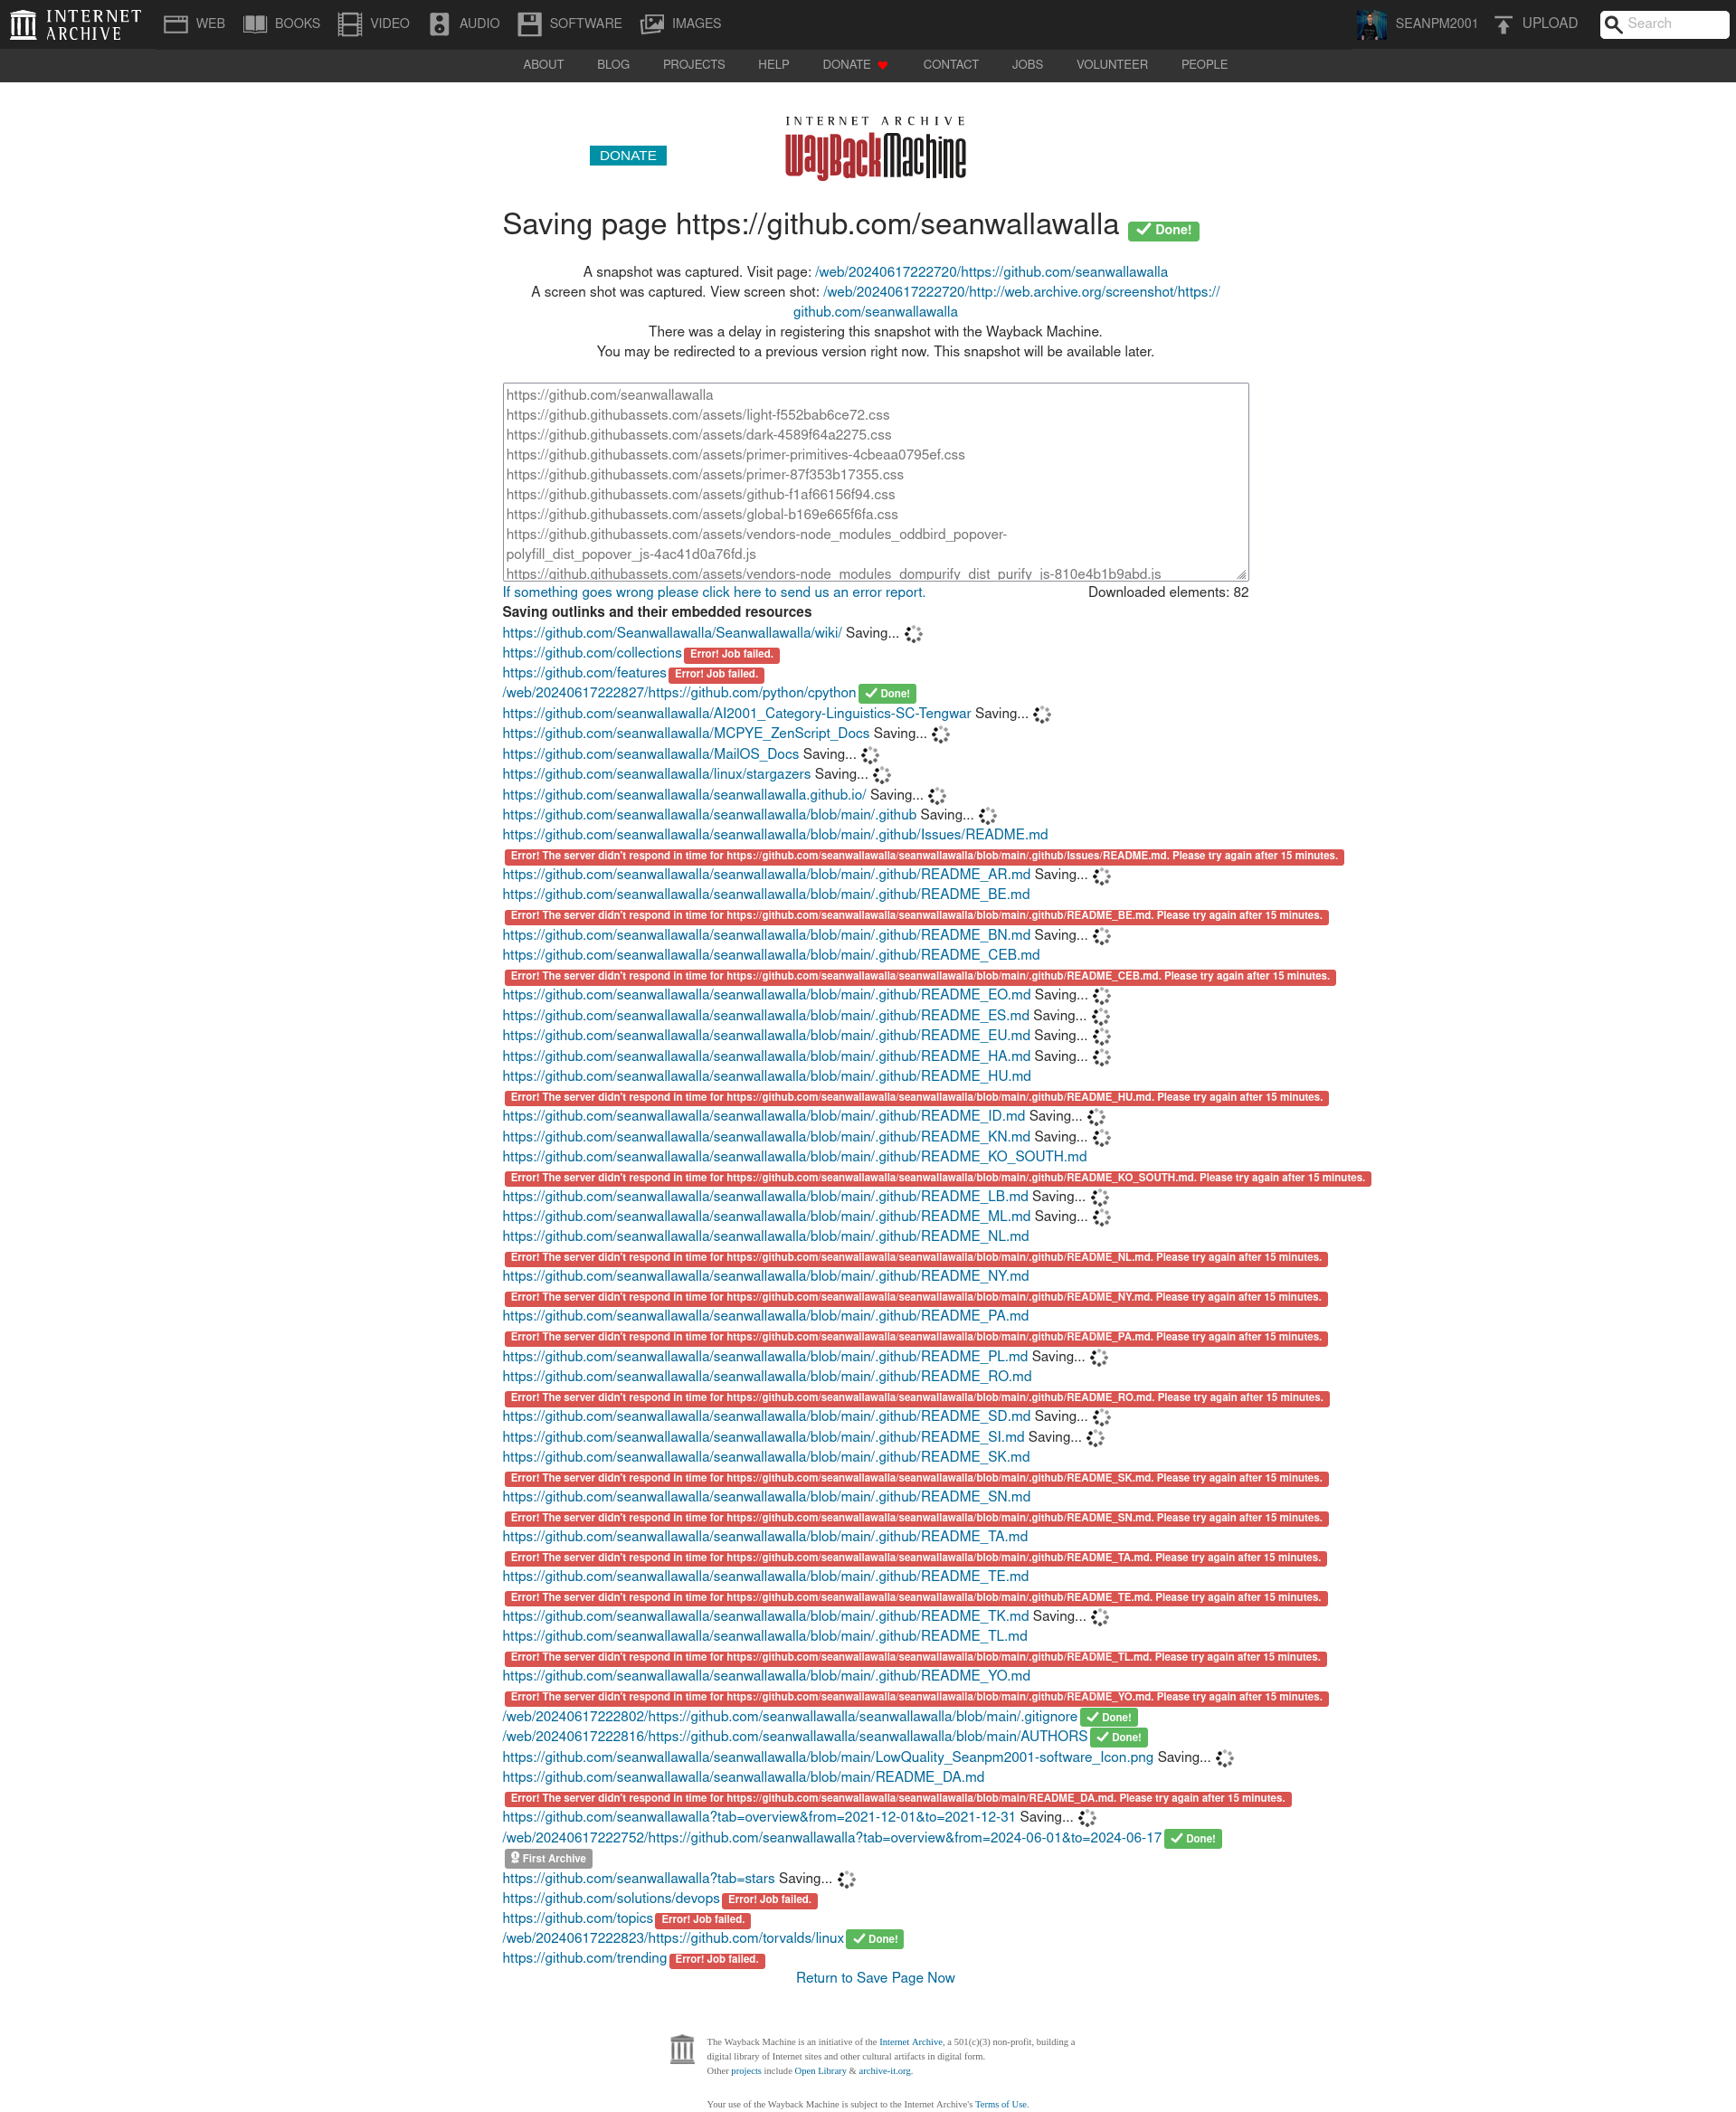 INTERNET
ARCHIVE
WEB
BOOKS
VIDEO
AUDIO
SOFTWARE
IMAGES
SEANPM2001
UPLOAD
Search
ABOUT
BLOG
PROJECTS
HELP
DONATE
CONTACT
JOBS
VOLUNTEER
PEOPLE
INTERNET ARCHIVE
DONATE
WayBackMachine
Saving page https://github.com/seanwallawalla Done!
A snapshot was captured. Visit page: /web/20240617222720/https://github.com/seanwallawalla
A screen shot was captured. View screen shot: /web/20240617222720/http://web.archive.org/screenshot/https://
github.com/seanwallawalla
There was a delay in registering this snapshot with the Wayback Machine.
You may be redirected to a previous version right now. This snapshot will be available later.
https://github.com/seanwallawalla
https://github.githubassets.com/assets/light-f552bab6ce72.css
https://github.githubassets.com/assets/dark-4589f64a2275.css
https://github.githubassets.com/assets/primer-primitives-4cbeaa0795ef.css
https://github.githubassets.com/assets/primer-87f353b17355.css
https://github.githubassets.com/assets/github-f1af66156f94.css
https://github.githubassets.com/assets/global-b169e665f6fa.css
https://github.githubassets.com/assets/vendors-node_modules_oddbird_popover-
polyfill_dist_popover_js-4ac41d0a76fd.js
https://github.githubassets.com/assets/vendors-node_modules_dompurify_dist_purify_js-810e4b1b9abd.js
If something goes wrong please click here to send us an error report. Downloaded elements: 82
Saving outlinks and their embedded resources
https://github.com/Seanwallawalla/Seanwallawalla/wiki/ Saving...
https://github.com/collections Error! Job failed.
https://github.com/features Error! Job failed.
/web/20240617222827/https://github.com/python/cpython Done!
https://github.com/seanwallawalla/AI2001_Category-Linguistics-SC-Tengwar Saving...
https://github.com/seanwallawalla/MCPYE_ZenScript_Docs Saving...
https://github.com/seanwallawalla/MailOS_Docs Saving...
https://github.com/seanwallawalla/linux/stargazers Saving...
https://github.com/seanwallawalla/seanwallawalla.github.io/ Saving...
https://github.com/seanwallawalla/seanwallawalla/blob/main/.github Saving...
https://github.com/seanwallawalla/seanwallawalla/blob/main/.github/Issues/README.md
Error! The server didn't respond in time for https://github.com/seanwallawalla/seanwallawalla/blob/main/.github/Issues/README.md. Please try again after 15 minutes.
https://github.com/seanwallawalla/seanwallawalla/blob/main/.github/README_AR.md Saving...
https://github.com/seanwallawalla/seanwallawalla/blob/main/.github/README_BE.md
Error! The server didn't respond in time for https://github.com/seanwallawalla/seanwallawalla/blob/main/.github/README_BE.md. Please try again after 15 minutes.
https://github.com/seanwallawalla/seanwallawalla/blob/main/.github/README_BN.md Saving...
https://github.com/seanwallawalla/seanwallawalla/blob/main/.github/README_CEB.md
Error! The server didn't respond in time for https://github.com/seanwallawalla/seanwallawalla/blob/main/.github/README_CEB.md. Please try again after 15 minutes.
https://github.com/seanwallawalla/seanwallawalla/blob/main/.github/README_EO.md Saving...
https://github.com/seanwallawalla/seanwallawalla/blob/main/.github/README_ES.md Saving...
https://github.com/seanwallawalla/seanwallawalla/blob/main/.github/README_EU.md Saving...
https://github.com/seanwallawalla/seanwallawalla/blob/main/.github/README_HA.md Saving...
https://github.com/seanwallawalla/seanwallawalla/blob/main/.github/README_HU.md
Error! The server didn't respond in time for https://github.com/seanwallawalla/seanwallawalla/blob/main/.github/README_HU.md. Please try again after 15 minutes.
https://github.com/seanwallawalla/seanwallawalla/blob/main/.github/README_ID.md Saving...
https://github.com/seanwallawalla/seanwallawalla/blob/main/.github/README_KN.md Saving...
https://github.com/seanwallawalla/seanwallawalla/blob/main/.github/README_KO_SOUTH.md
Error! The server didn't respond in time for https://github.com/seanwallawalla/seanwallawalla/blob/main/.github/README_KO_SOUTH.md. Please try again after 15 minutes.
https://github.com/seanwallawalla/seanwallawalla/blob/main/.github/README_LB.md Saving...
https://github.com/seanwallawalla/seanwallawalla/blob/main/.github/README_ML.md Saving...
https://github.com/seanwallawalla/seanwallawalla/blob/main/.github/README_NL.md
Error! The server didn't respond in time for https://github.com/seanwallawalla/seanwallawalla/blob/main/.github/README_NL.md. Please try again after 15 minutes.
https://github.com/seanwallawalla/seanwallawalla/blob/main/.github/README_NY.md
Error! The server didn't respond in time for https://github.com/seanwallawalla/seanwallawalla/blob/main/.github/README_NY.md. Please try again after 15 minutes.
https://github.com/seanwallawalla/seanwallawalla/blob/main/.github/README_PA.md
Error! The server didn't respond in time for https://github.com/seanwallawalla/seanwallawalla/blob/main/.github/README_PA.md. Please try again after 15 minutes.
https://github.com/seanwallawalla/seanwallawalla/blob/main/.github/README_PL.md Saving...
https://github.com/seanwallawalla/seanwallawalla/blob/main/.github/README_RO.md
Error! The server didn't respond in time for https://github.com/seanwallawalla/seanwallawalla/blob/main/.github/README_RO.md. Please try again after 15 minutes.
https://github.com/seanwallawalla/seanwallawalla/blob/main/.github/README_SD.md Saving...
https://github.com/seanwallawalla/seanwallawalla/blob/main/.github/README_SI.md Saving...
https://github.com/seanwallawalla/seanwallawalla/blob/main/.github/README_SK.md
Error! The server didn't respond in time for https://github.com/seanwallawalla/seanwallawalla/blob/main/.github/README_SK.md. Please try again after 15 minutes.
https://github.com/seanwallawalla/seanwallawalla/blob/main/.github/README_SN.md
Error! The server didn't respond in time for https://github.com/seanwallawalla/seanwallawalla/blob/main/.github/README_SN.md. Please try again after 15 minutes.
https://github.com/seanwallawalla/seanwallawalla/blob/main/.github/README_TA.md
Error! The server didn't respond in time for https://github.com/seanwallawalla/seanwallawalla/blob/main/.github/README_TA.md. Please try again after 15 minutes.
https://github.com/seanwallawalla/seanwallawalla/blob/main/.github/README_TE.md
Error! The server didn't respond in time for https://github.com/seanwallawalla/seanwallawalla/blob/main/.github/README_TE.md. Please try again after 15 minutes.
https://github.com/seanwallawalla/seanwallawalla/blob/main/.github/README_TK.md Saving...
https://github.com/seanwallawalla/seanwallawalla/blob/main/.github/README_TL.md
Error! The server didn't respond in time for https://github.com/seanwallawalla/seanwallawalla/blob/main/.github/README_TL.md. Please try again after 15 minutes.
https://github.com/seanwallawalla/seanwallawalla/blob/main/.github/README_YO.md
Error! The server didn't respond in time for https://github.com/seanwallawalla/seanwallawalla/blob/main/.github/README_YO.md. Please try again after 15 minutes.
/web/20240617222802/https://github.com/seanwallawalla/seanwallawalla/blob/main/.gitignore Done!
/web/20240617222816/https://github.com/seanwallawalla/seanwallawalla/blob/main/AUTHORS Done!
https://github.com/seanwallawalla/seanwallawalla/blob/main/LowQuality_Seanpm2001-software_Icon.png Saving...
https://github.com/seanwallawalla/seanwallawalla/blob/main/README_DA.md
Error! The server didn't respond in time for https://github.com/seanwallawalla/seanwallawalla/blob/main/README_DA.md. Please try again after 15 minutes.
https://github.com/seanwallawalla?tab=overview&from=2021-12-01&to=2021-12-31 Saving...
/web/20240617222752/https://github.com/seanwallawalla?tab=overview&from=2024-06-01&to=2024-06-17 Done!
First Archive
https://github.com/seanwallawalla?tab=stars Saving...
https://github.com/solutions/devops Error! Job failed.
https://github.com/topics Error! Job failed.
/web/20240617222823/https://github.com/torvalds/linux Done!
https://github.com/trending Error! Job failed.
Return to Save Page Now
The Wayback Machine is an initiative of the Internet Archive, a 501(c)(3) non-profit, building a
digital library of Internet sites and other cultural artifacts in digital form.
Other projects include Open Library & archive-it.org.
Your use of the Wayback Machine is subject to the Internet Archive's Terms of Use.